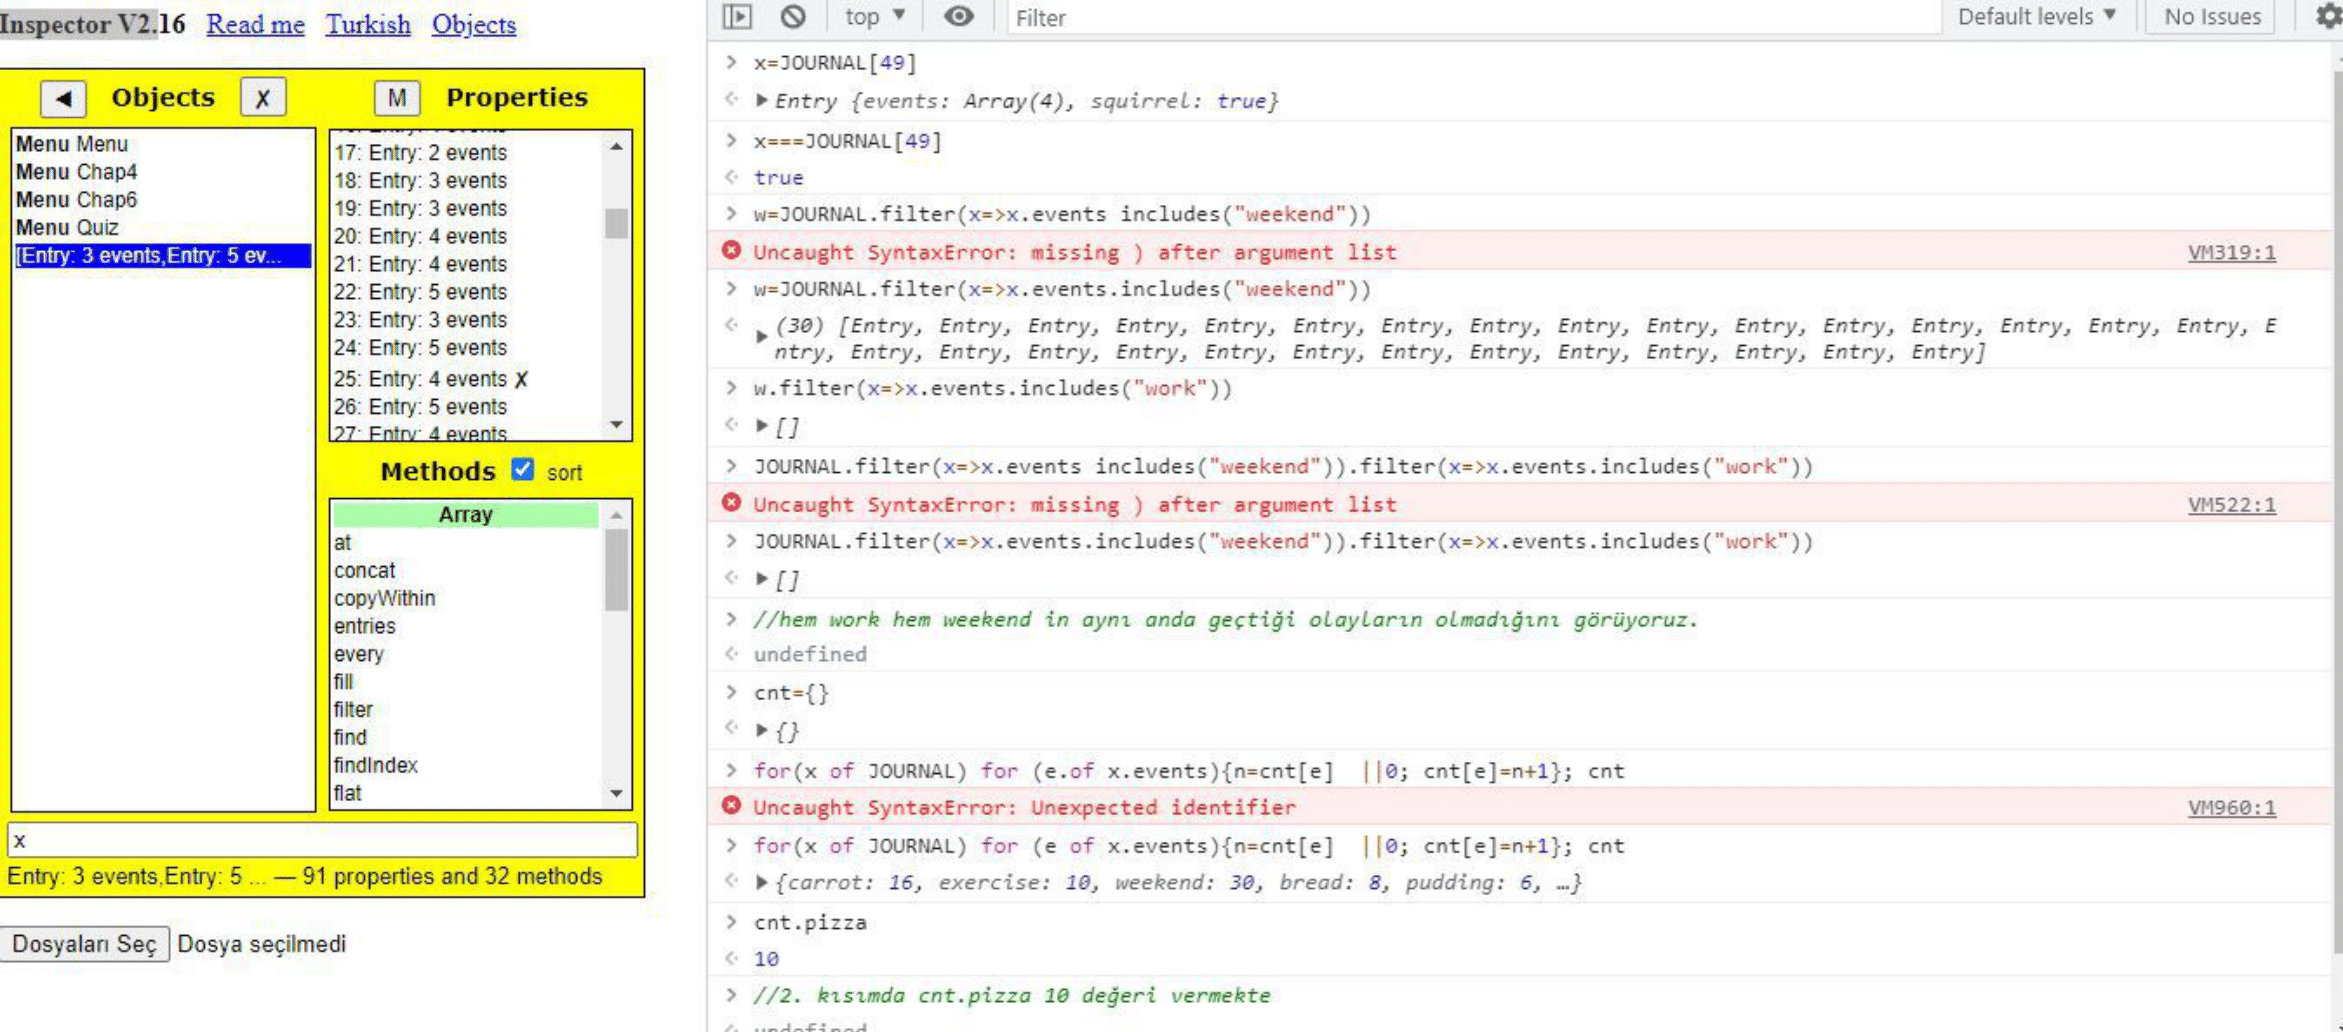 Inspector V2.16 Read me Turkish Objects
◄ Objects ✗ M Properties
Menu Menu
Menu Chap4
Menu Chap6
Menu Quiz
[Entry: 3 events,Entry: 5 ev...
17: Entry: 2 events
18: Entry: 3 events
19: Entry: 3 events
20: Entry: 4 events
21: Entry: 4 events
22: Entry: 5 events
23: Entry: 3 events
24: Entry: 5 events
25: Entry: 4 events ✗
26: Entry: 5 events
27: Entry: 4 events
Methods sort
Array
at
concat
copyWithin
entries
every
fill
filter
find
findIndex
flat
x
Entry: 3 events,Entry: 5 ... — 91 properties and 32 methods
Dosyaları Seç Dosya seçilmedi
top ▼ Filter Default levels ▼ No Issues
> x=JOURNAL[49]
Entry {events: Array(4), squirrel: true}
> x===JOURNAL[49]
true
> w=JOURNAL.filter(x=>x.events includes("weekend"))
Uncaught SyntaxError: missing ) after argument list VM319:1
> w=JOURNAL.filter(x=>x.events.includes("weekend"))
(30) [Entry, Entry, Entry, Entry, Entry, Entry, Entry, Entry, Entry, Entry, Entry, Entry, Entry, Entry, Entry, Entry, E
ntry, Entry, Entry, Entry, Entry, Entry, Entry, Entry, Entry, Entry, Entry, Entry, Entry, Entry]
> w.filter(x=>x.events.includes("work"))
[]
> JOURNAL.filter(x=>x.events includes("weekend")).filter(x=>x.events.includes("work"))
Uncaught SyntaxError: missing ) after argument list VM522:1
> JOURNAL.filter(x=>x.events.includes("weekend")).filter(x=>x.events.includes("work"))
[]
> //hem work hem weekend in aynı anda geçtiği olayların olmadığını görüyoruz.
undefined
> cnt={}
{}
> for(x of JOURNAL) for (e.of x.events){n=cnt[e]  ||0; cnt[e]=n+1}; cnt
Uncaught SyntaxError: Unexpected identifier VM960:1
> for(x of JOURNAL) for (e of x.events){n=cnt[e]  ||0; cnt[e]=n+1}; cnt
{carrot: 16, exercise: 10, weekend: 30, bread: 8, pudding: 6, …}
> cnt.pizza
10
> //2. kısımda cnt.pizza 10 değeri vermekte
undefined